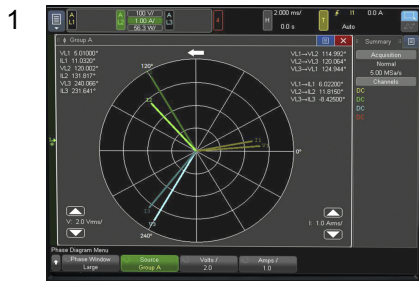 1
100 V/
1.00 A/
56.3 W/
2.000 ms/
0.0 s
Auto
0.0 A
Group A
Summary
VL1 5.01000°
IL1 11.0320°
VL2 120.002°
IL2 131.817°
VL3 240.066°
IL3 231.641°
VL1→VL2 114.992°
VL2→VL3 120.064°
VL3→VL1 124.944°
VL1→IL1 6.02200°
VL2→IL2 11.8150°
VL3→IL3 -8.42500°
120°
0°
240°
Acquisition
Normal
5.00 MSa/s
Channels
DC
DC
DC
DC
V: 2.0 Vrms/
I: 1.0 Arms/
Phase Diagram Menu
Phase Window
Large
Source
Group A
Volts /
2.0
Amps /
1.0